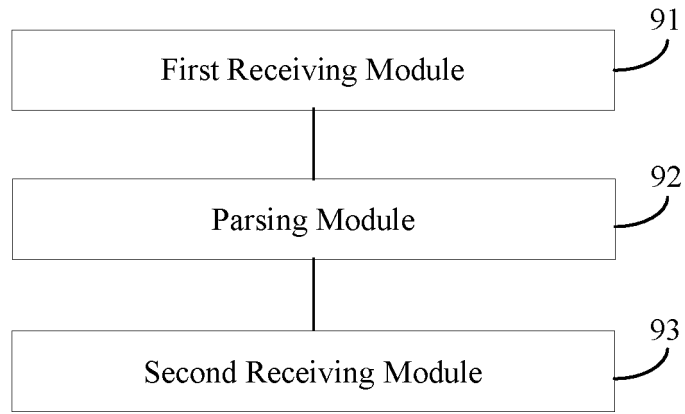 91
First Receiving Module
92
Parsing Module
93
Second Receiving Module